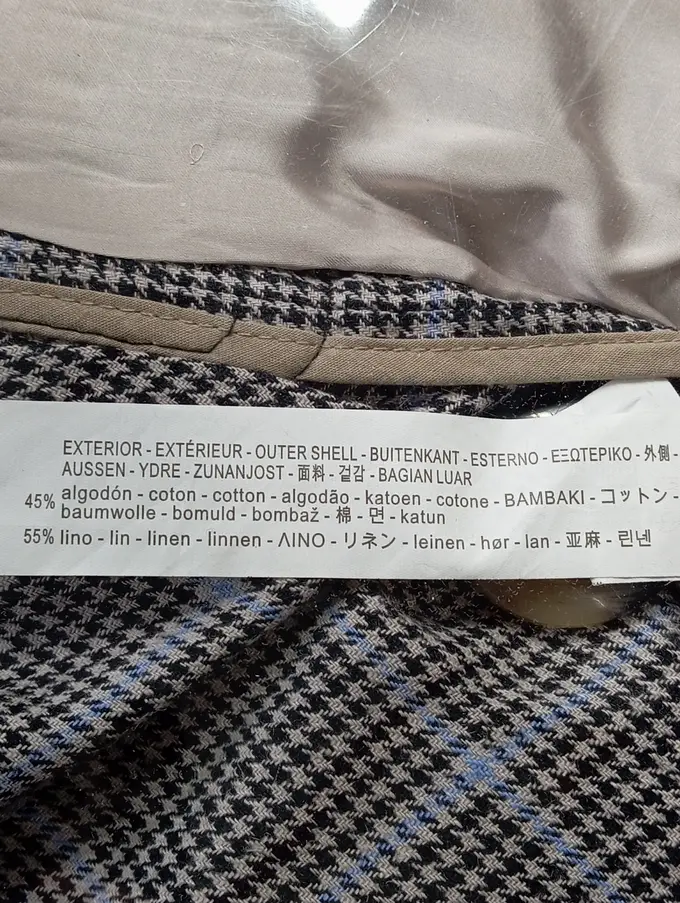 EXTERIOR - EXTÉRIEUR - OUTER SHELL - BUITENKANT - ESTERNO - ΕΞΩΤΕΡΙΚΟ - 外側 -
AUSSEN - YDRE - ZUNANJOST - 面料 - 겉감 - BAGIAN LUAR
45% algodón - coton - cotton - algodão - katoen - cotone - BAMBAKI - コットン -
baumwolle - bomuld - bombaž - 棉 - 면 - katun
55% lino - lin - linen - linnen - ΛΙΝΟ - リネン - leinen - hør - lan - 亚麻 - 린넨